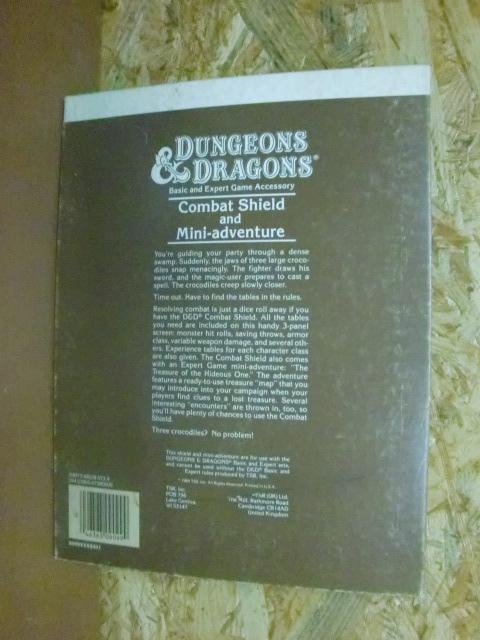 DUNGEONS
& DRAGONS®
Basic and Expert Game Accessory
Combat Shield
and
Mini-adventure
You're guiding your party through a dense
swamp. Suddenly, the jaws of three large croco-
diles snap menacingly. The fighter draws his
sword, and the magic-user prepares to cast a
spell. The crocodiles creep slowly closer.
Time out. Have to find the tables in the rules.
Resolving combat is just a dice roll away if you
have the D&D® Combat Shield. All the tables
you need are included on this handy 3-panel
screen: monster hit rolls, saving throws, armor
class, variable weapon damage, and several oth-
ers. Experience tables for each character class
are also given. The Combat Shield also comes
with an Expert Game mini-adventure: "The
Treasure of the Hideous One." The adventure
features a ready-to-use treasure "map" that you
may introduce into your campaign when your
players find clues to a lost treasure. Several
interesting "encounters" are thrown in, too, so
you'll have plenty of chances to use the Combat
Shield.
Three crocodiles? No problem!
This shield and mini-adventure are for use with the
DUNGEONS & DRAGONS® Basic and Expert sets,
and cannot be used without the D&D® Basic and
Expert rules produced by TSR, Inc.
TSR, Inc.
POB 756
Lake Geneva,
WI 53147
TSR (UK) Ltd.
The Mill, Rathmore Road
Cambridge CB14AD
United Kingdom